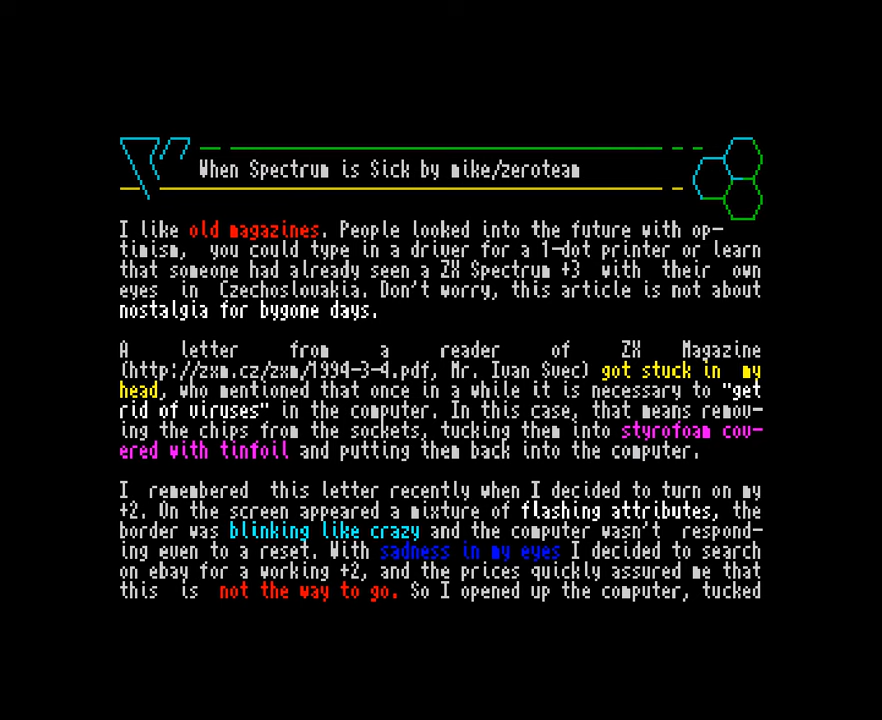 When Spectrum is Sick by mike/zeroteam
I like old magazines. People looked into the future with op-
timism, you could type in a driver for a 1-dot printer or learn
that someone had already seen a ZX Spectrum +3 with their own
eyes in Czechoslovakia. Don't worry, this article is not about
nostalgia for bygone days.
A letter from a reader of ZX Magazine
(http://zxm.cz/zxm/1994-3-4.pdf, Mr. Ivan Švec) got stuck in my
head, who mentioned that once in a while it is necessary to "get
rid of viruses" in the computer. In this case, that means remov-
ing the chips from the sockets, tucking them into styrofoam cov-
ered with tinfoil and putting them back into the computer.
I remembered this letter recently when I decided to turn on my
+2. On the screen appeared a mixture of flashing attributes, the
border was blinking like crazy and the computer wasn't respond-
ing even to a reset. With sadness in my eyes I decided to search
on ebay for a working +2, and the prices quickly assured me that
this is not the way to go. So I opened up the computer, tucked